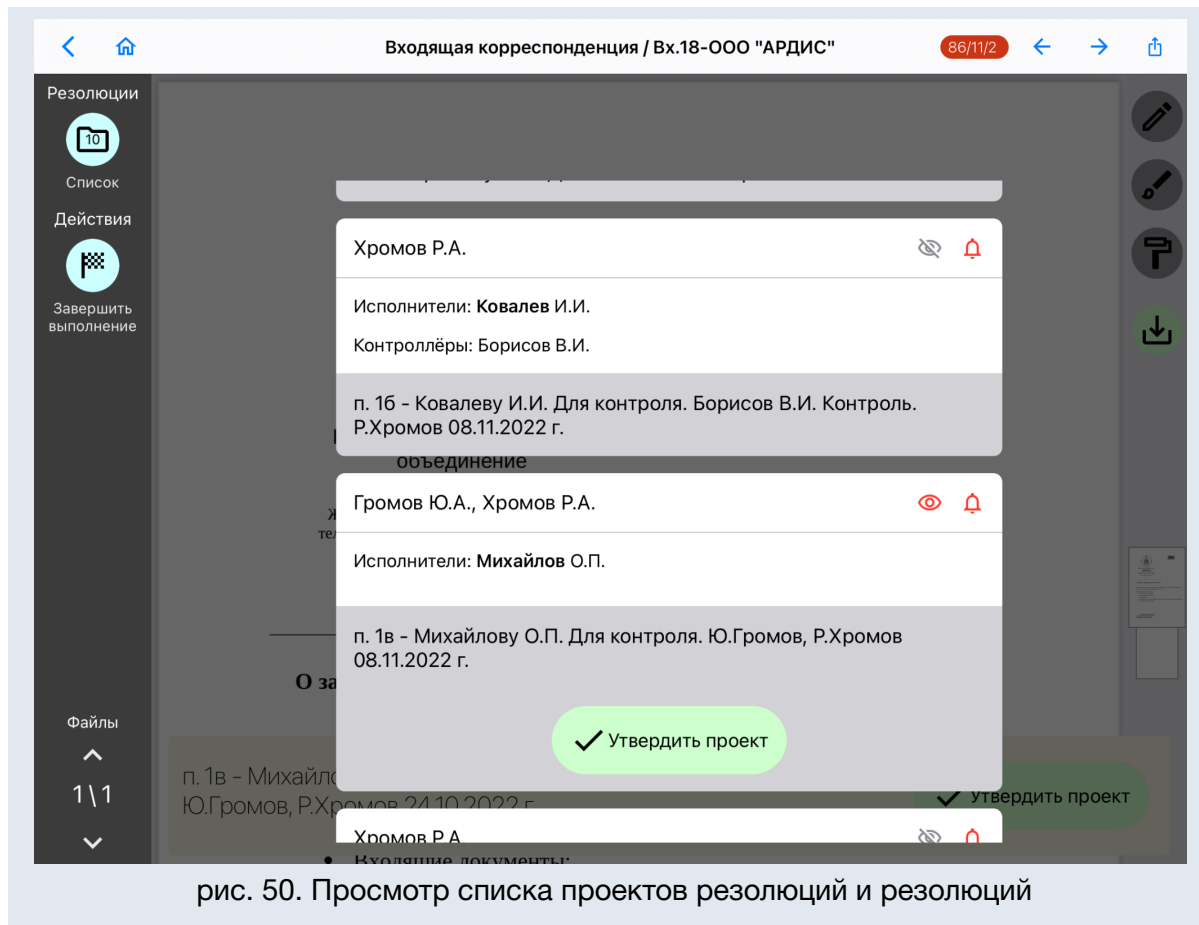 Входящая корреспонденция / Вх.18-ООО "АРДИС"
86/11/2
Резолюции
10
Список
Действия
Завершить
выполнение
Хромов Р.А.
Исполнители: Ковалев И.И.
Контроллёры: Борисов В.И.
п. 1б - Ковалеву И.И. Для контроля. Борисов В.И. Контроль.
Р.Хромов 08.11.2022 г.
объединение
Громов Ю.А., Хромов Р.А.
Исполнители: Михайлов О.П.
п. 1в - Михайлову О.П. Для контроля. Ю.Громов, Р.Хромов
08.11.2022 г.
О за
Утвердить проект
Файлы
1\1
п. 1в - Михайло
Ю.Громов, Р.Хромов 24.10.2022 г.
Утвердить проект
Хромов Р.А.
Входящие документы:
рис. 50. Просмотр списка проектов резолюций и резолюций